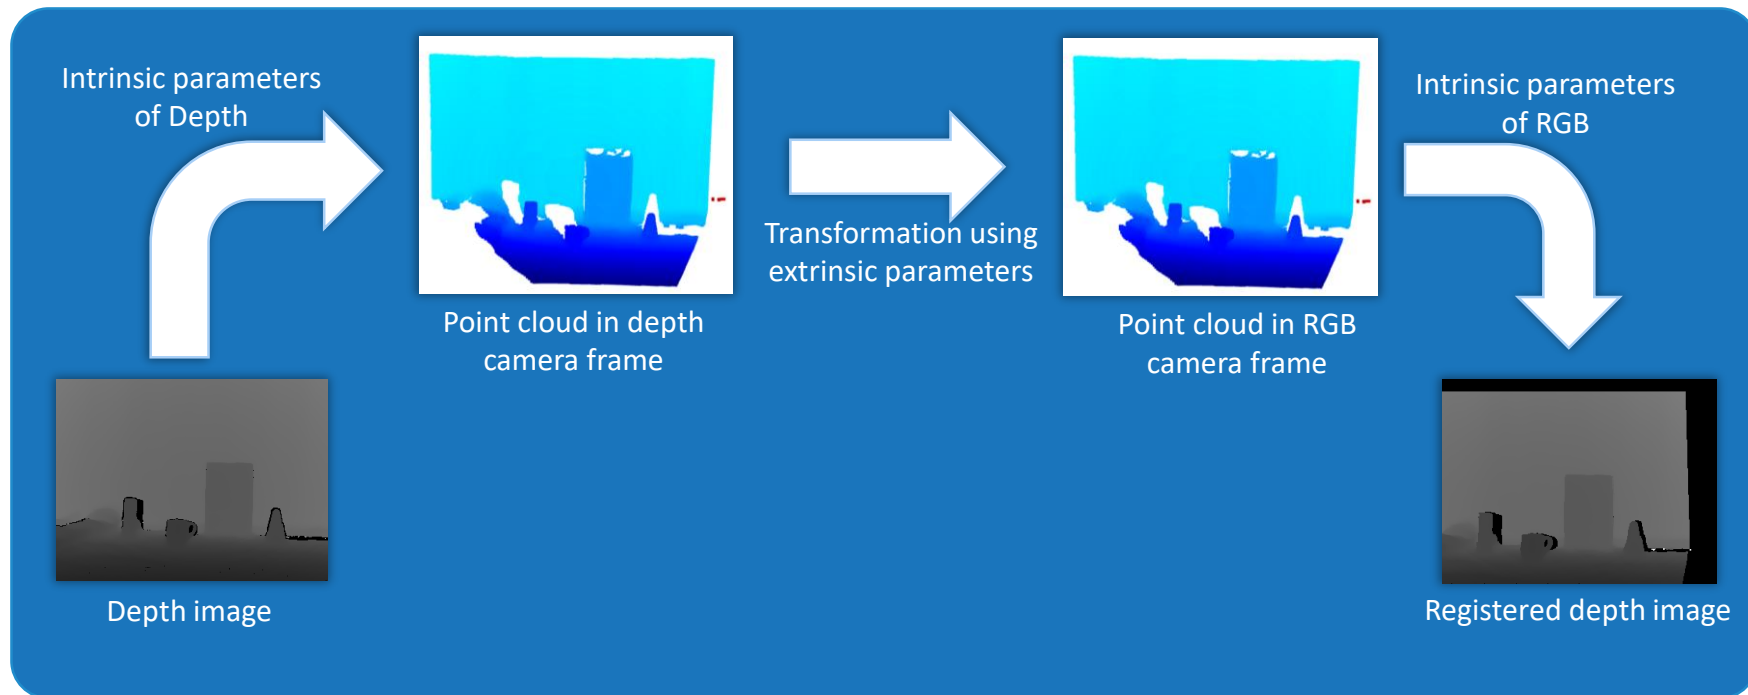 Intrinsic parameters
of Depth
Intrinsic parameters
of RGB
Transformation using
extrinsic parameters
Point cloud in depth
camera frame
Point cloud in RGB
camera frame
Depth image
Registered depth image